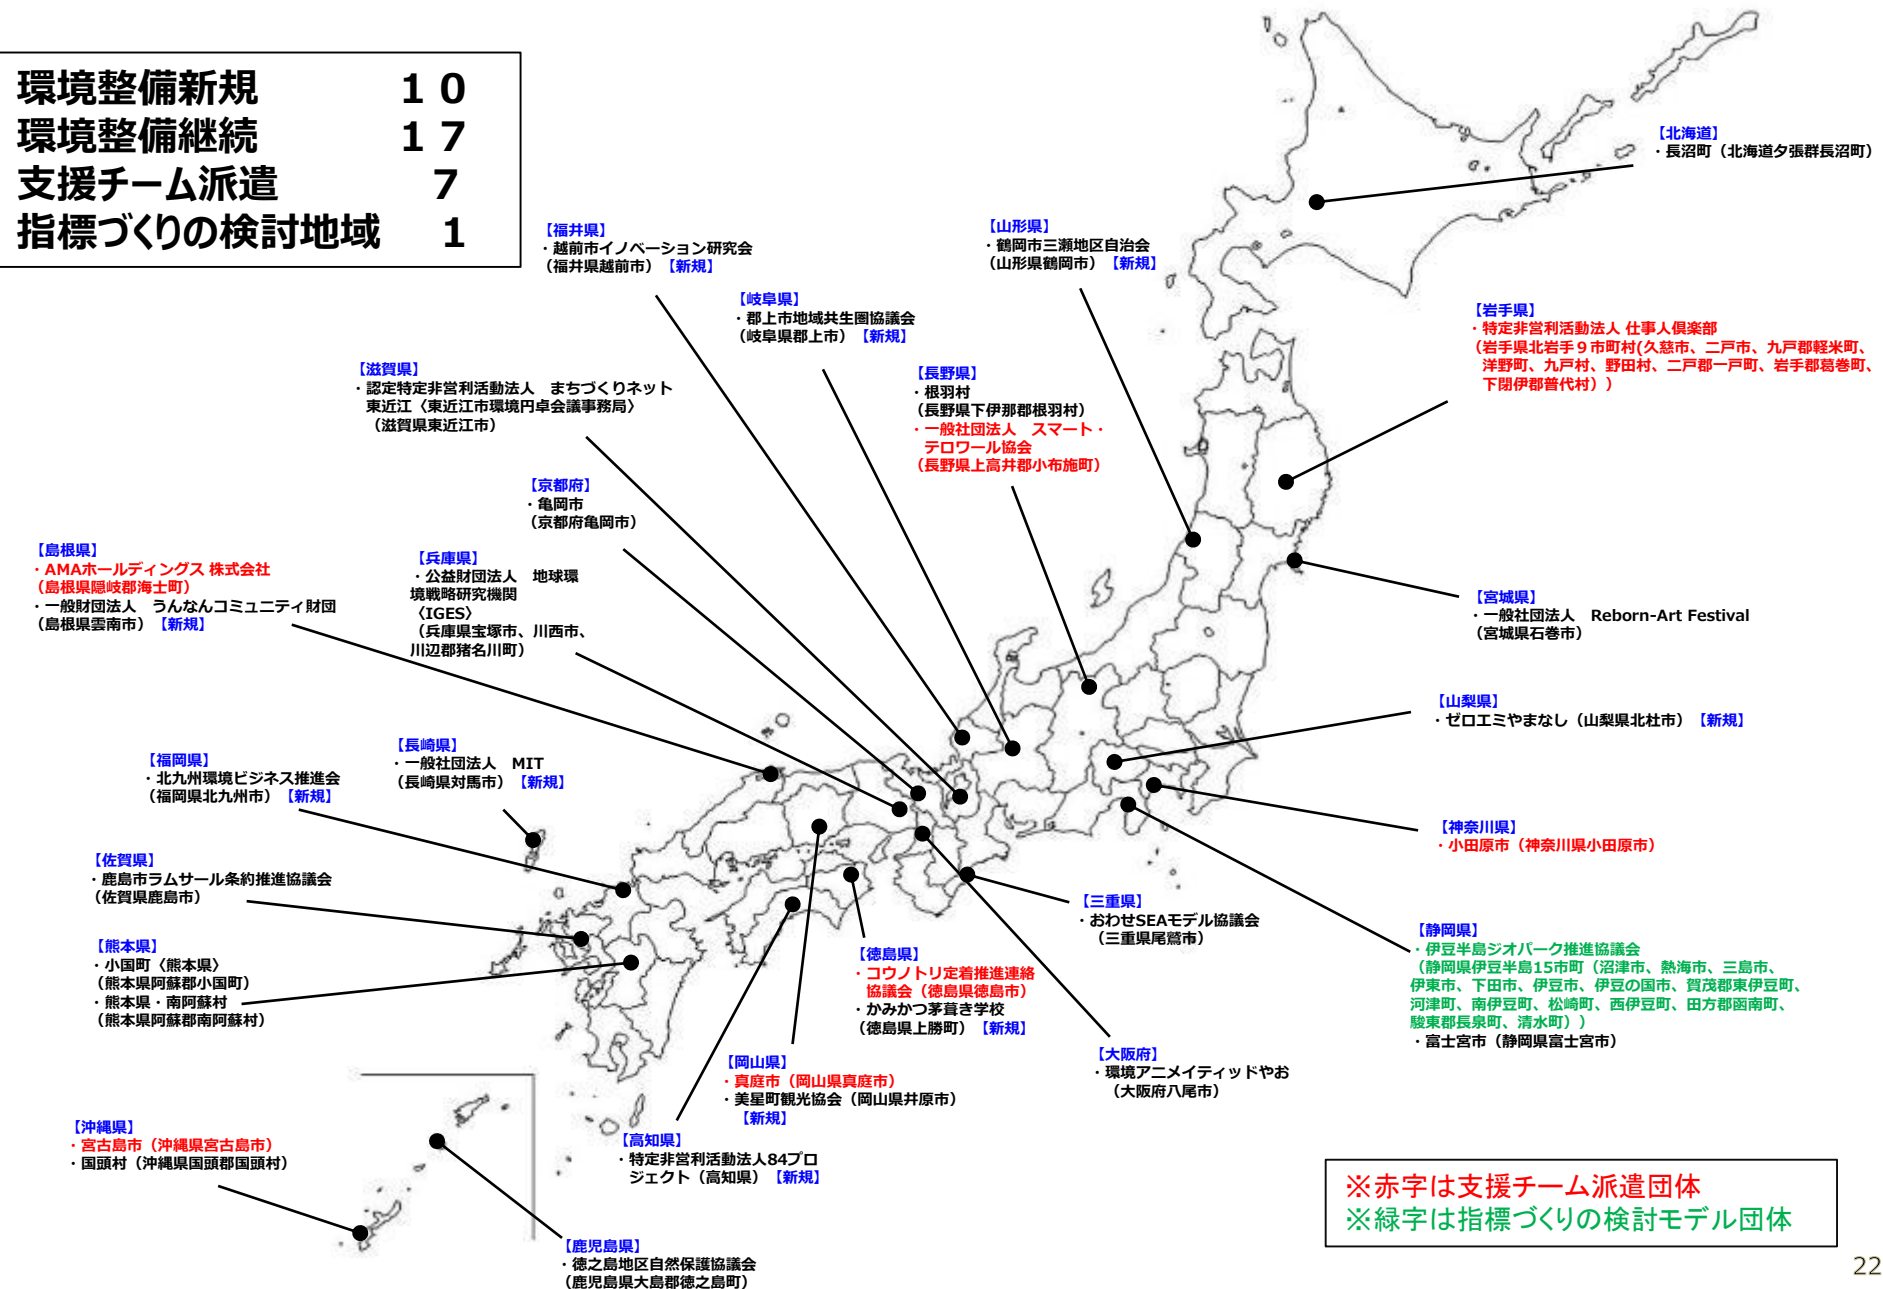 環境整備新規 １０
環境整備継続 １７
支援チーム派遣 ７
指標づくりの検討地域 １
【北海道】
・長沼町（北海道夕張群長沼町）
【福井県】
・越前市イノベーション研究会
（福井県越前市）【新規】
【山形県】
・鶴岡市三瀬地区自治会
（山形県鶴岡市）【新規】
【岐阜県】
・郡上市地域共生圏協議会
（岐阜県郡上市）【新規】
【岩手県】
・特定非営利活動法人 仕事人倶楽部
（岩手県北岩手９市町村(久慈市、二戸市、九戸郡軽米町、
洋野町、九戸村、野田村、二戸郡一戸町、岩手郡葛巻町、
下閉伊郡普代村））
【滋賀県】
・認定特定非営利活動法人　まちづくりネット
東近江〈東近江市環境円卓会議事務局〉
（滋賀県東近江市）
【長野県】
・根羽村
（長野県下伊那郡根羽村）
・一般社団法人　スマート・
テロワール協会
（長野県上高井郡小布施町）
【京都府】
・亀岡市
（京都府亀岡市）
【島根県】
・AMAホールディングス 株式会社
（島根県隠岐郡海士町）
・一般財団法人　うんなんコミュニティ財団
（島根県雲南市）【新規】
【兵庫県】
・公益財団法人　地球環
境戦略研究機関
〈IGES〉
（兵庫県宝塚市、川西市、
川辺郡猪名川町）
【宮城県】
・一般社団法人　Reborn-Art Festival
（宮城県石巻市）
【山梨県】
・ゼロエミやまなし（山梨県北杜市）【新規】
【福岡県】
・北九州環境ビジネス推進会
（福岡県北九州市）【新規】
【長崎県】
・一般社団法人　MIT
（長崎県対馬市）【新規】
【神奈川県】
・小田原市（神奈川県小田原市）
【佐賀県】
・鹿島市ラムサール条約推進協議会
（佐賀県鹿島市）
【三重県】
・おわせSEAモデル協議会
（三重県尾鷲市）
【静岡県】
・伊豆半島ジオパーク推進協議会
（静岡県伊豆半島15市町（沼津市、熱海市、三島市、
伊東市、下田市、伊豆市、伊豆の国市、賀茂郡東伊豆町、
河津町、南伊豆町、松崎町、西伊豆町、田方郡函南町、
駿東郡長泉町、清水町））
・富士宮市（静岡県富士宮市）
【熊本県】
・小国町〈熊本県〉
（熊本県阿蘇郡小国町）
・熊本県・南阿蘇村
（熊本県阿蘇郡南阿蘇村）
【徳島県】
・コウノトリ定着推進連絡
協議会（徳島県徳島市）
・かみかつ茅葺き学校
（徳島県上勝町）【新規】
【大阪府】
・環境アニメイティッドやお
（大阪府八尾市）
【岡山県】
・真庭市（岡山県真庭市）
・美星町観光協会（岡山県井原市）
【新規】
【沖縄県】
・宮古島市（沖縄県宮古島市）
・国頭村（沖縄県国頭郡国頭村）
【高知県】
・特定非営利活動法人84プロ
ジェクト（高知県）【新規】
【鹿児島県】
・徳之島地区自然保護協議会
（鹿児島県大島郡徳之島町）
※赤字は支援チーム派遣団体
※緑字は指標づくりの検討モデル団体
22